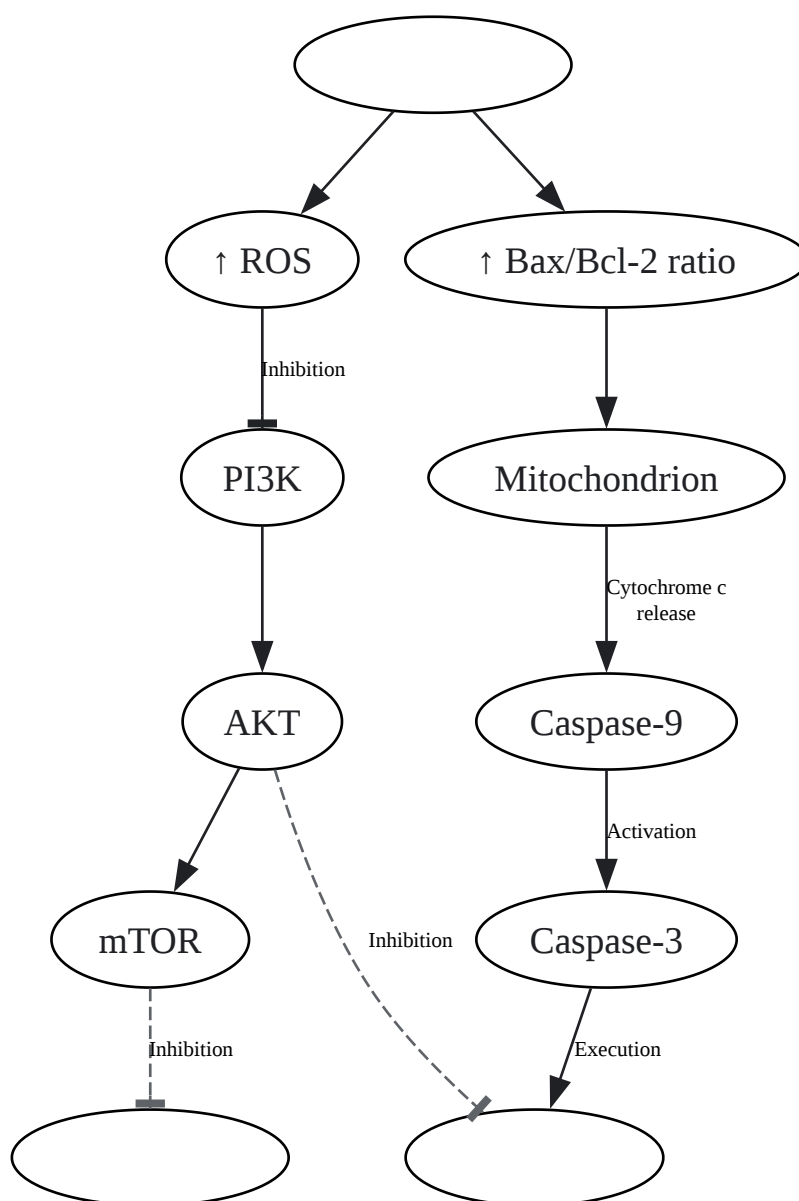 ↑ ROS
↑ Bax/Bcl-2 ratio
Inhibition
PI3K
Mitochondrion
Cytochrome c
release
AKT
Caspase-9
Activation
mTOR
Inhibition
Caspase-3
Inhibition
Execution